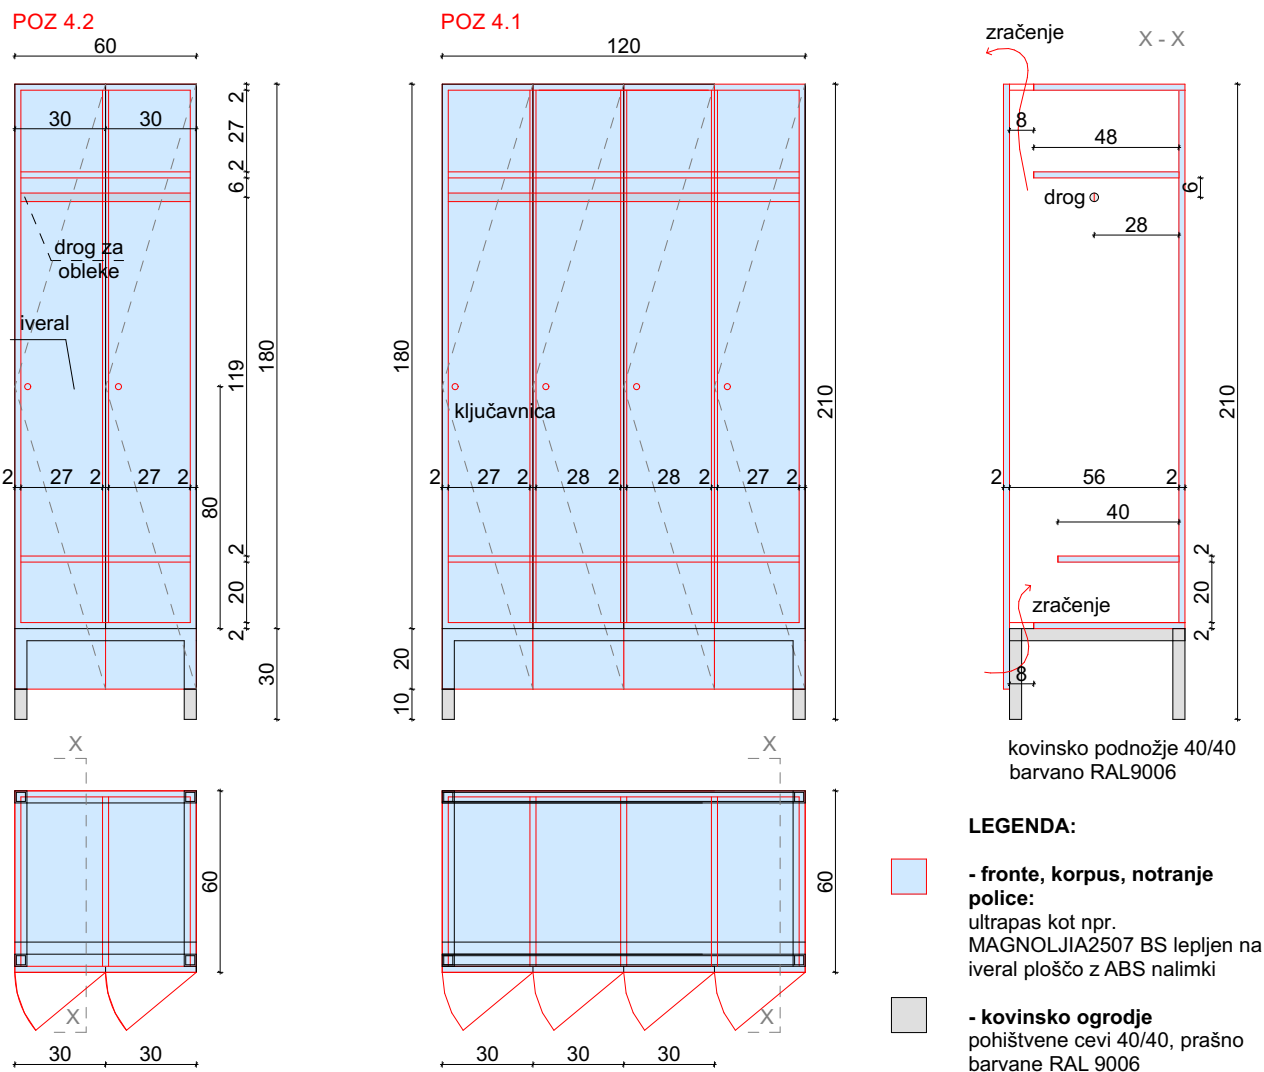 POZ 4.2
60
30
30
2
27
2
6
drog za
obleke
iveral
119
180
2
27
2
27
2
80
2
20
2
30
POZ 4.1
120
180
210
ključavnica
2
27
2
28
2
28
2
27
2
20
10
zračenje
X - X
8
48
6
drog
28
210
2
56
2
40
2
20
2
zračenje
8
kovinsko podnožje 40/40
barvano RAL9006
X
60
X
30
30
X
60
X
30
30
30
LEGENDA:
- fronte, korpus, notranje
police:
ultrapas kot npr.
MAGNOLJIA2507 BS lepljen na
iveral ploščo z ABS nalimki
- kovinsko ogrodje
pohištvene cevi 40/40, prašno
barvane RAL 9006